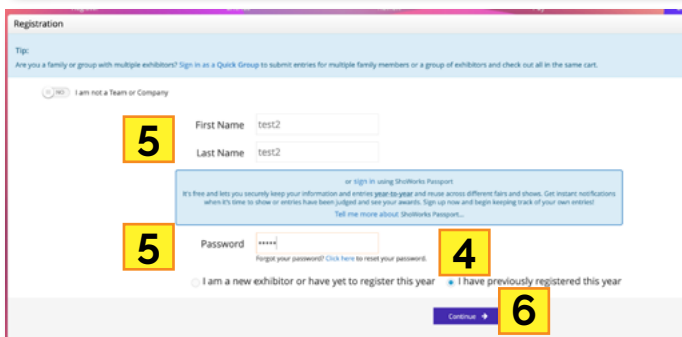 Registration
Tip:
Are you a family or group with multiple exhibitors? Sign in as a Quick Group to submit entries for multiple family members or a group of exhibitors and check out all in the same cart.
NO I am not a Team or Company
5
First Name test2
Last Name test2
or sign in using ShoWorks Passport
It's free and lets you securely keep your information and entries year-to-year and reuse across different fairs and shows. Get instant notifications
when it's time to show or entries have been judged and see your awards. Sign up now and begin keeping track of your own entries!
Tell me more about ShoWorks Passport...
5
Password •••••
4
Forgot your password? Click here to reset your password.
I am a new exhibitor or have yet to register this year I have previously registered this year
Continue →
6